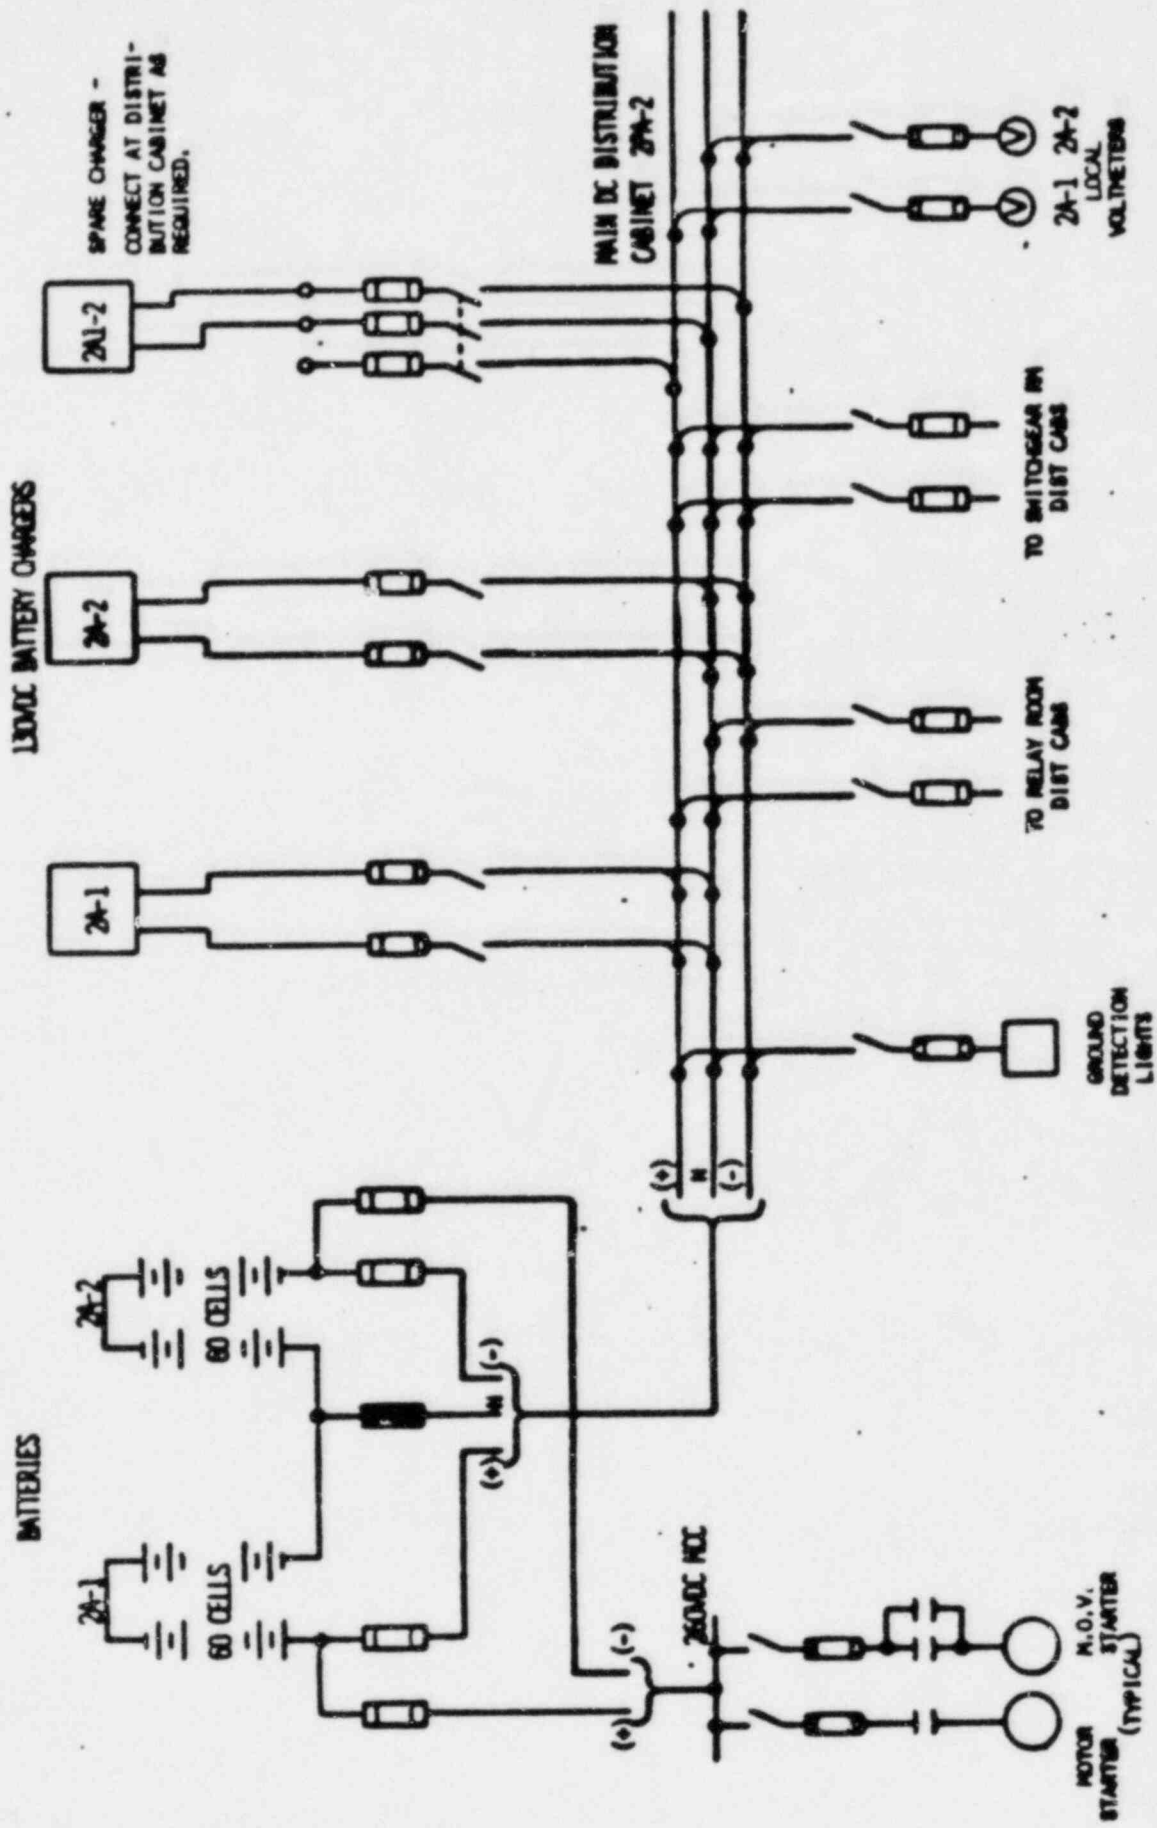 BATTERIES
130VDC BATTERY CHARGERS
2A-1
60 CELLS
2A-2
60 CELLS
2A-1
2A-2
2A1-2
SPARE CHARGER -
CONNECT AT DISTRI-
BUTION CABINET AS
REQUIRED.
(+)
N
(-)
(+)
N
(-)
MAIN DC DISTRIBUTION
CABINET 2PA-2
(+)
(-)
260VDC MCC
MOTOR
STARTER
M.O.V.
STARTER
(TYPICAL)
GROUND
DETECTION
LIGHTS
TO RELAY ROOM
DIST CABS
TO SWITCHGEAR RM
DIST CABS
V
V
2A-1 2A-2
LOCAL
VOLTMETERS